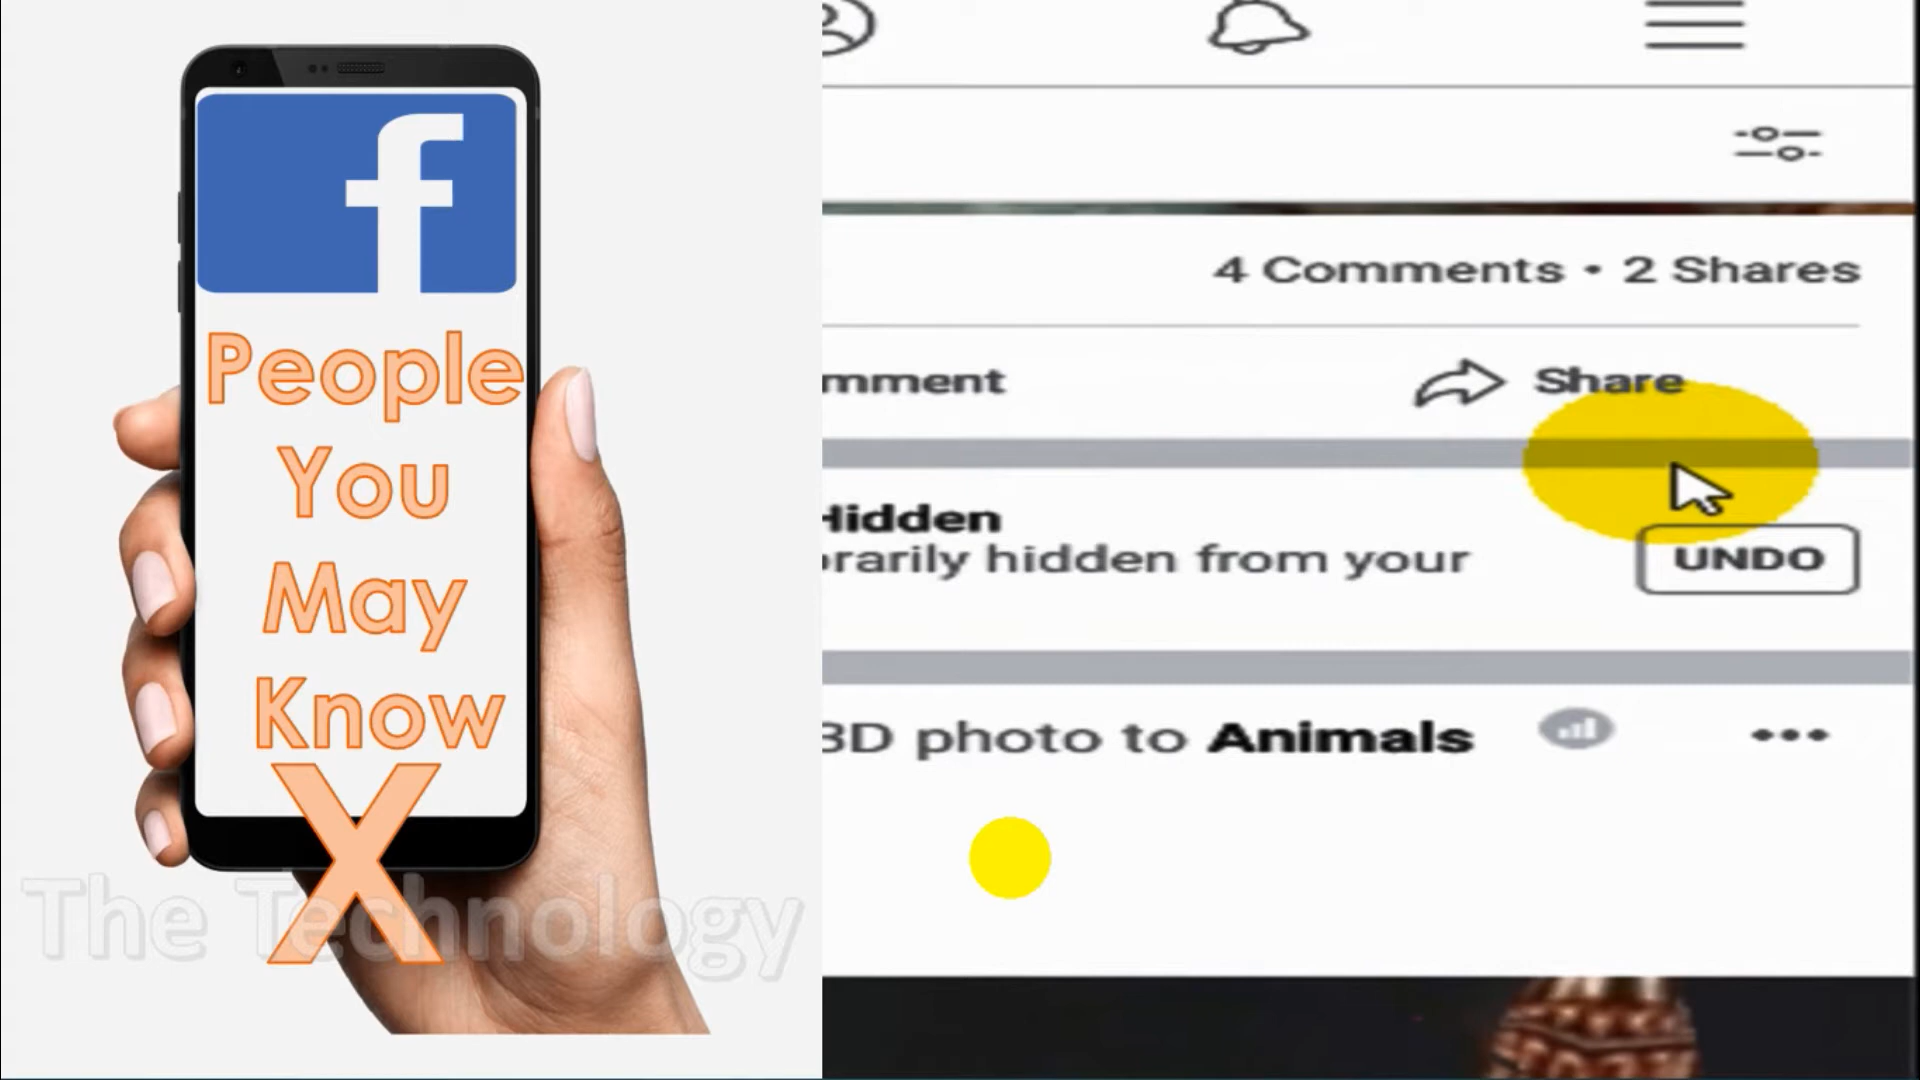 f
People
You
May
Know
X
The Technology
4 Comments • 2 Shares
mment
Share
Hidden
orarily hidden from your
UNDO
3D photo to Animals